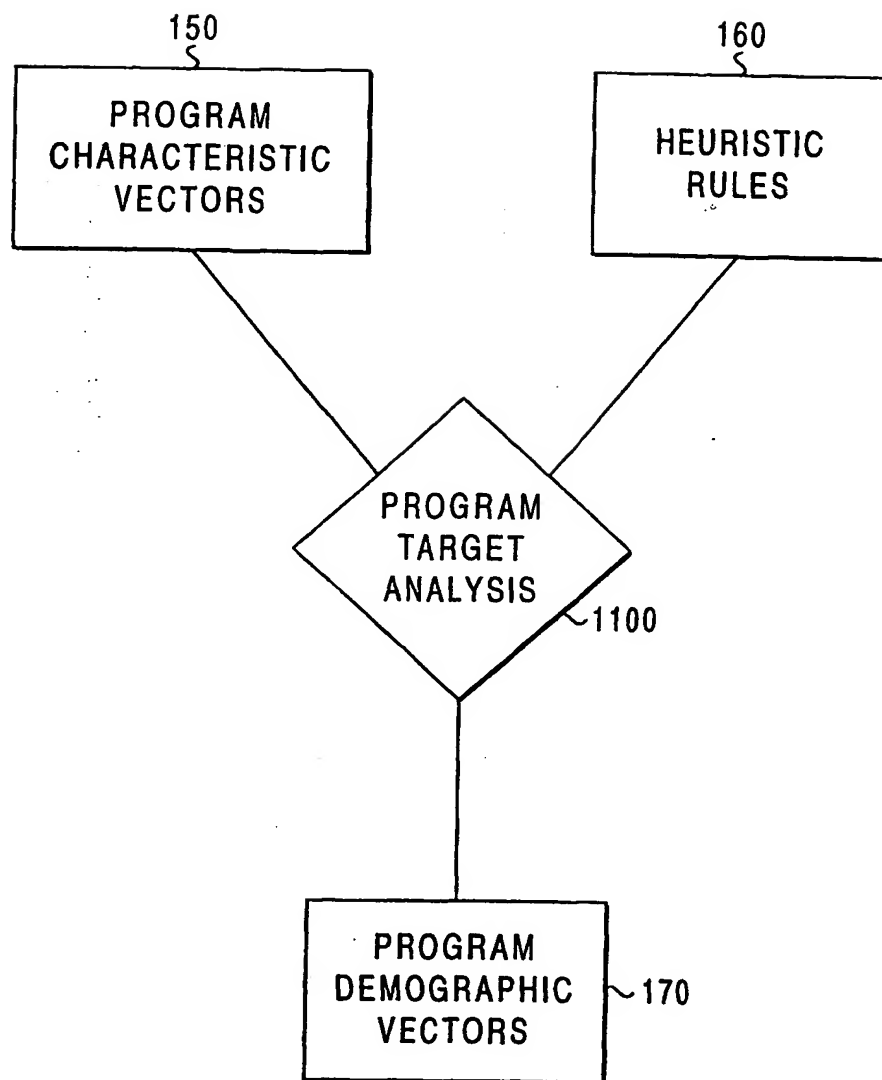 150
PROGRAM
CHARACTERISTIC
VECTORS
160
HEURISTIC
RULES
PROGRAM
TARGET
ANALYSIS
1100
PROGRAM
DEMOGRAPHIC
VECTORS
170